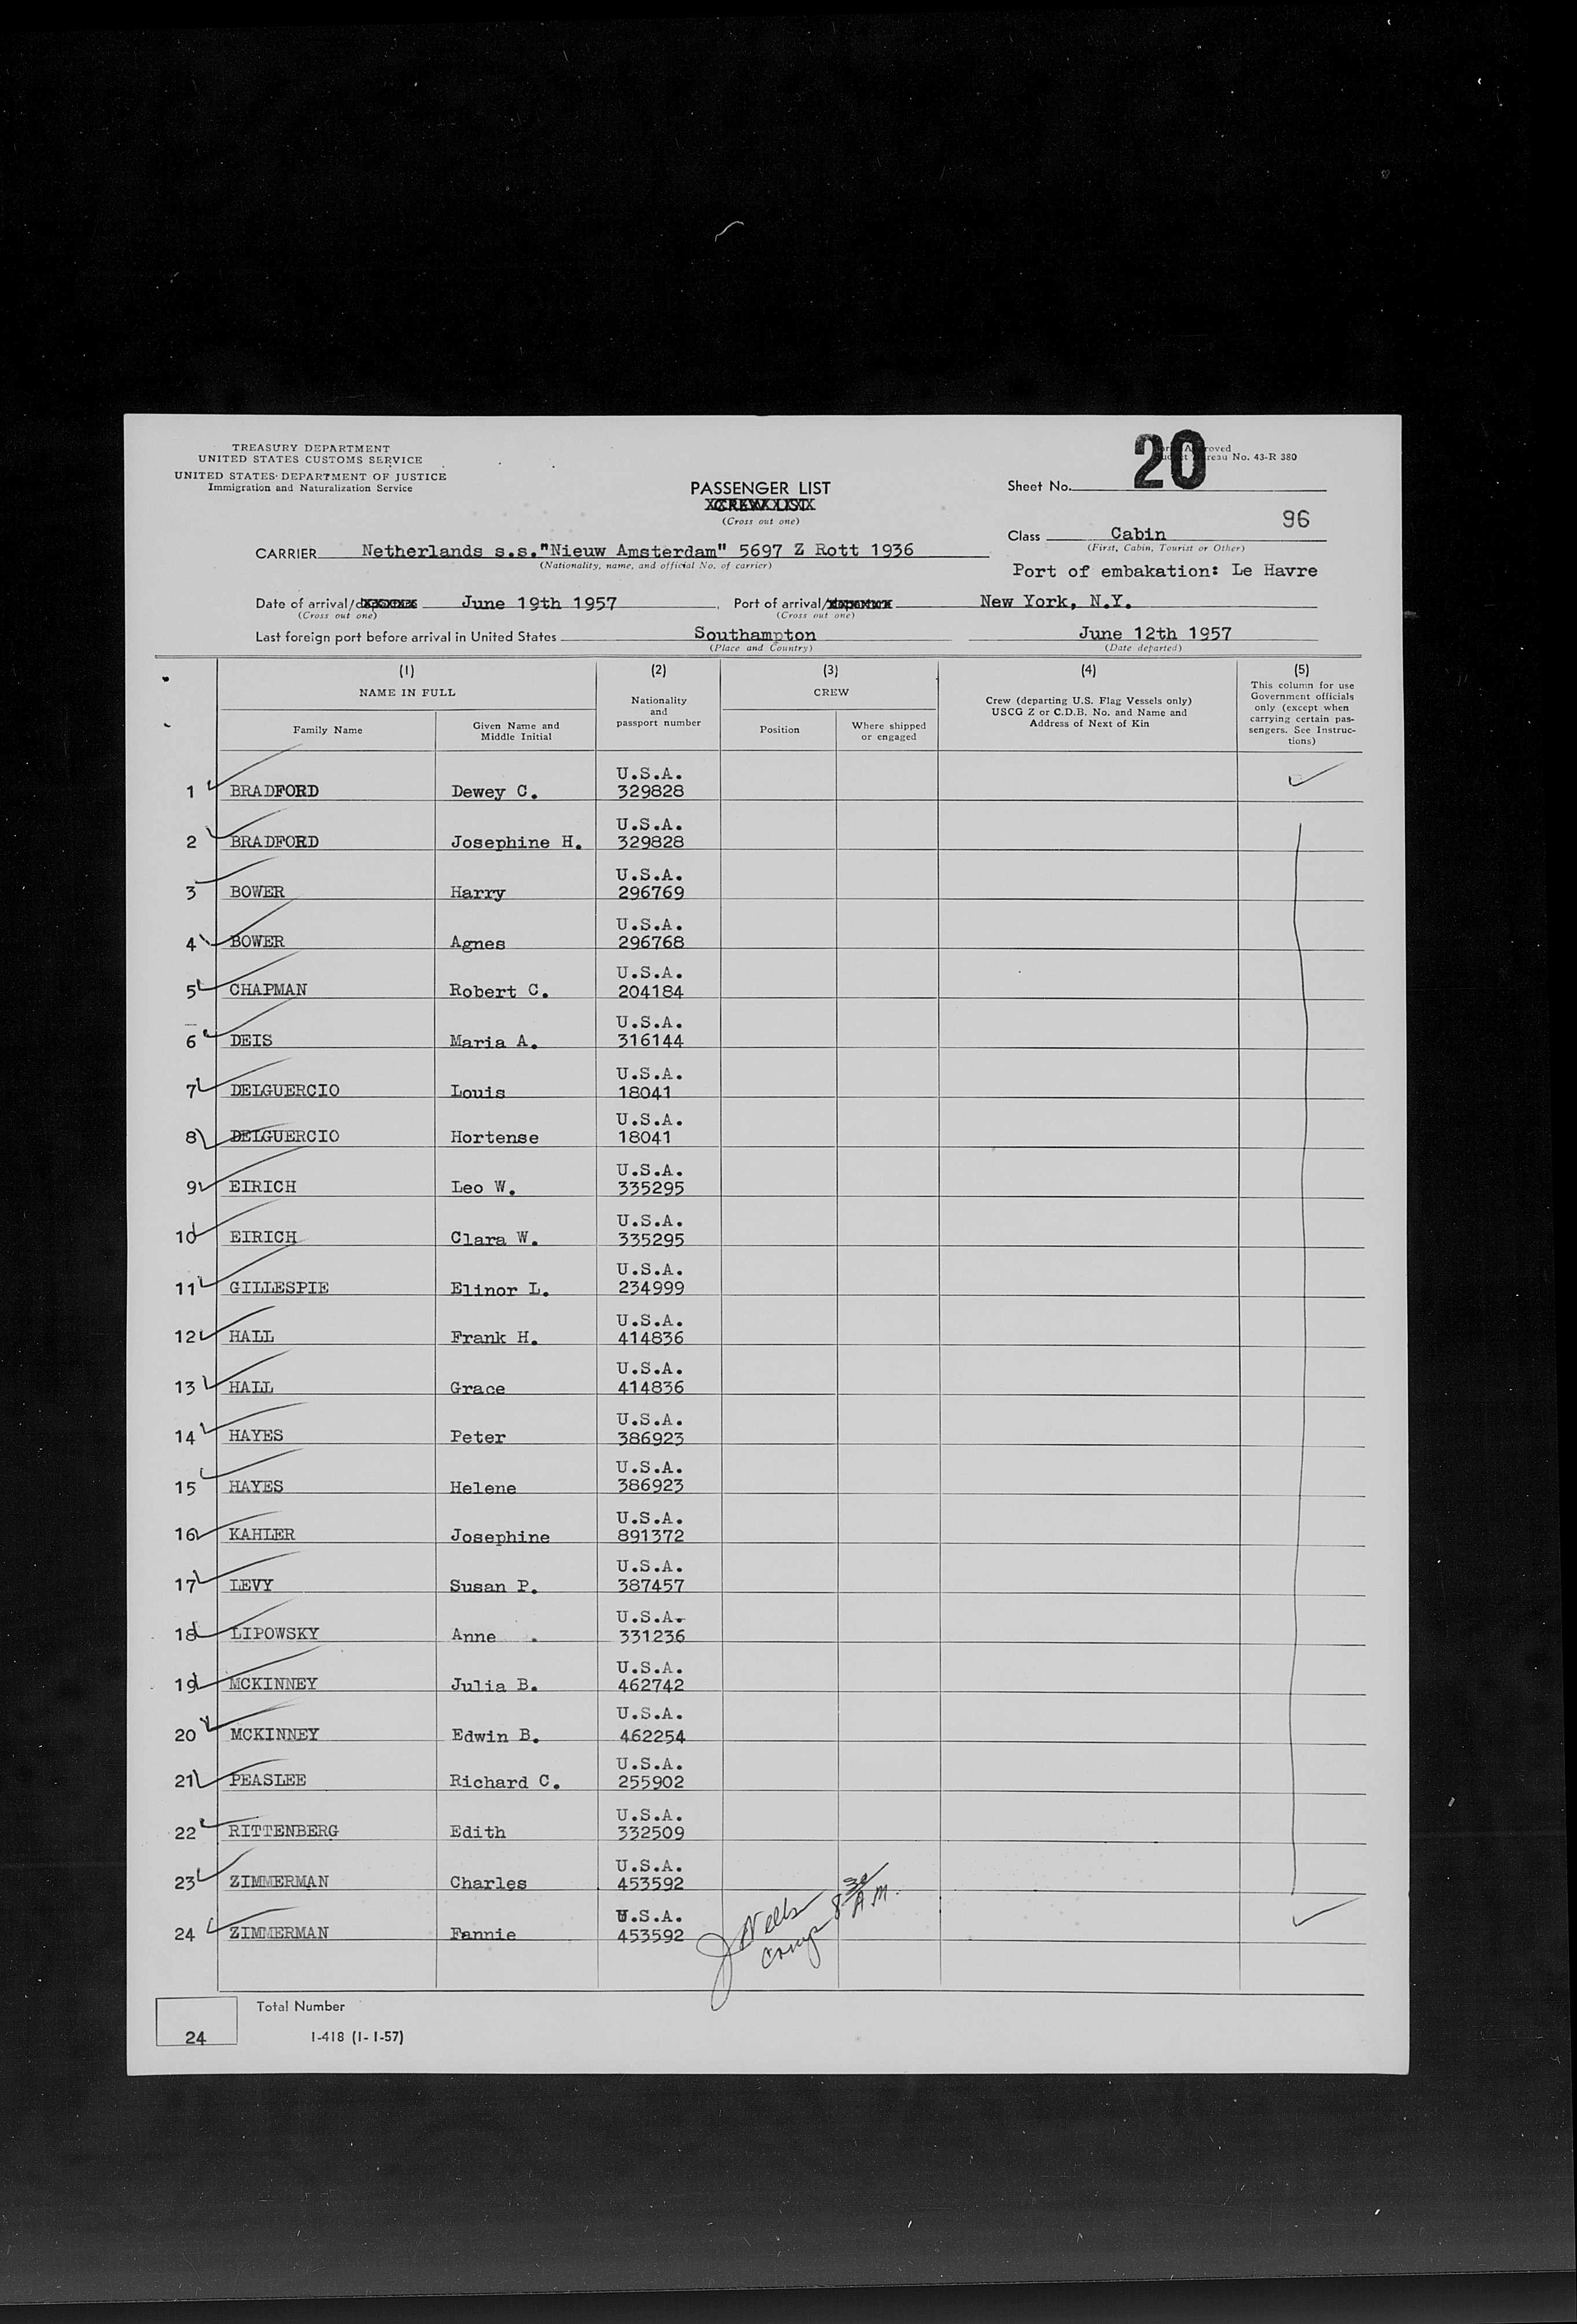 TREASURY DEPARTMENT
UNITED STATES CUSTOMS SERVICE
UNITED STATES DEPARTMENT OF JUSTICE
Immigration and Naturalization Service
20
roved
reau No. 43-R 380
PASSENGER LIST
CREW LIST
(Cross out one)
Sheet No.
96
Class Cabin
(First, Cabin, Tourist or Other)
CARRIER Netherlands s.s."Nieuw Amsterdam" 5697 Z Rott 1936
(Nationality, name, and official No. of carrier)
Port of embakation: Le Havre
Date of arrival/ June 19th 1957 Port of arrival/ New York, N.Y.
(Cross out one) (Cross out one)
Last foreign port before arrival in United States Southampton June 12th 1957
(Place and Country) (Date departed)
(1) (2) (3) (4) (5)
NAME IN FULL
Family Name
Given Name and Middle Initial
Nationality and passport number
CREW
Position
Where shipped or engaged
Crew (departing U.S. Flag Vessels only)
USCG Z or C.D.B. No. and Name and
Address of Next of Kin
This column for use
Government officials
only (except when
carrying certain pas-
sengers. See Instruc-
tions)
U.S.A.
1 BRADFORD Dewey C. 329828
U.S.A.
2 BRADFORD Josephine H. 329828
U.S.A.
3 BOWER Harry 296769
U.S.A.
4 BOWER Agnes 296768
U.S.A.
5 CHAPMAN Robert C. 204184
U.S.A.
6 DEIS Maria A. 316144
U.S.A.
7 DELGUERCIO Louis 18041
U.S.A.
8 DELGUERCIO Hortense 18041
U.S.A.
9 EIRICH Leo W. 335295
U.S.A.
10 EIRICH Clara W. 335295
U.S.A.
11 GILLESPIE Elinor L. 234999
U.S.A.
12 HALL Frank H. 414836
U.S.A.
13 HALL Grace 414836
U.S.A.
14 HAYES Peter 386923
U.S.A.
15 HAYES Helene 386923
U.S.A.
16 KAHLER Josephine 891372
U.S.A.
17 LEVY Susan P. 387457
U.S.A.
18 LIPOWSKY Anne . 331236
U.S.A.
19 MCKINNEY Julia B. 462742
U.S.A.
20 MCKINNEY Edwin B. 462254
U.S.A.
21 PEASLEE Richard C. 255902
U.S.A.
22 RITTENBERG Edith 332509
U.S.A.
23 ZIMMERMAN Charles 453592
U.S.A.
24 ZIMMERMAN Fannie 453592
8 30 A.M.
Total Number
24
I-418 (1-1-57)